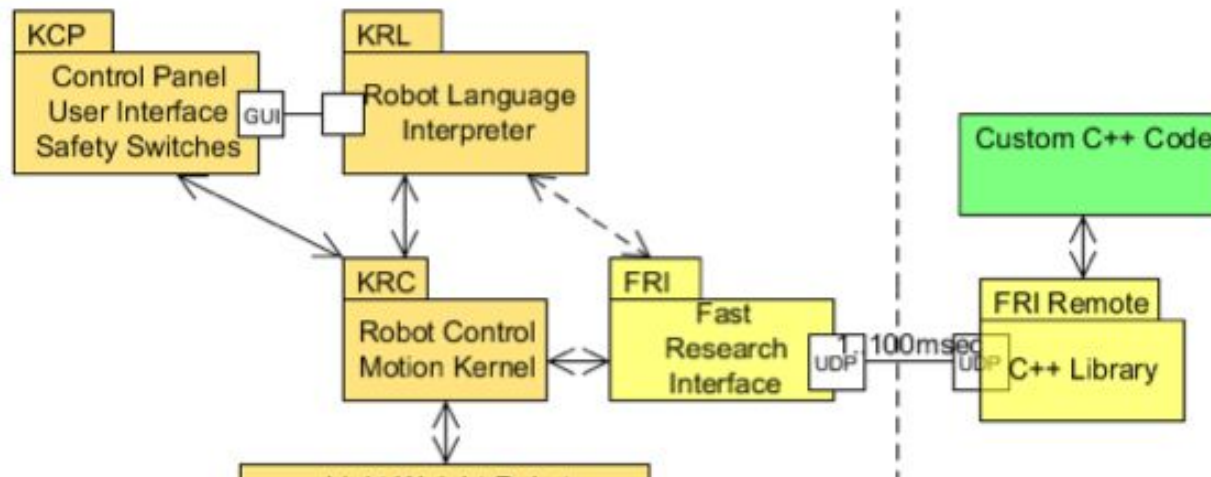 KCP
Control Panel
User Interface
Safety Switches
GUI
KRL
Robot Language
Interpreter
Custom C++ Code
KRC
Robot Control
Motion Kernel
FRI
Fast
Research
Interface
UDP
1..100msec
UDP
FRI Remote
C++ Library